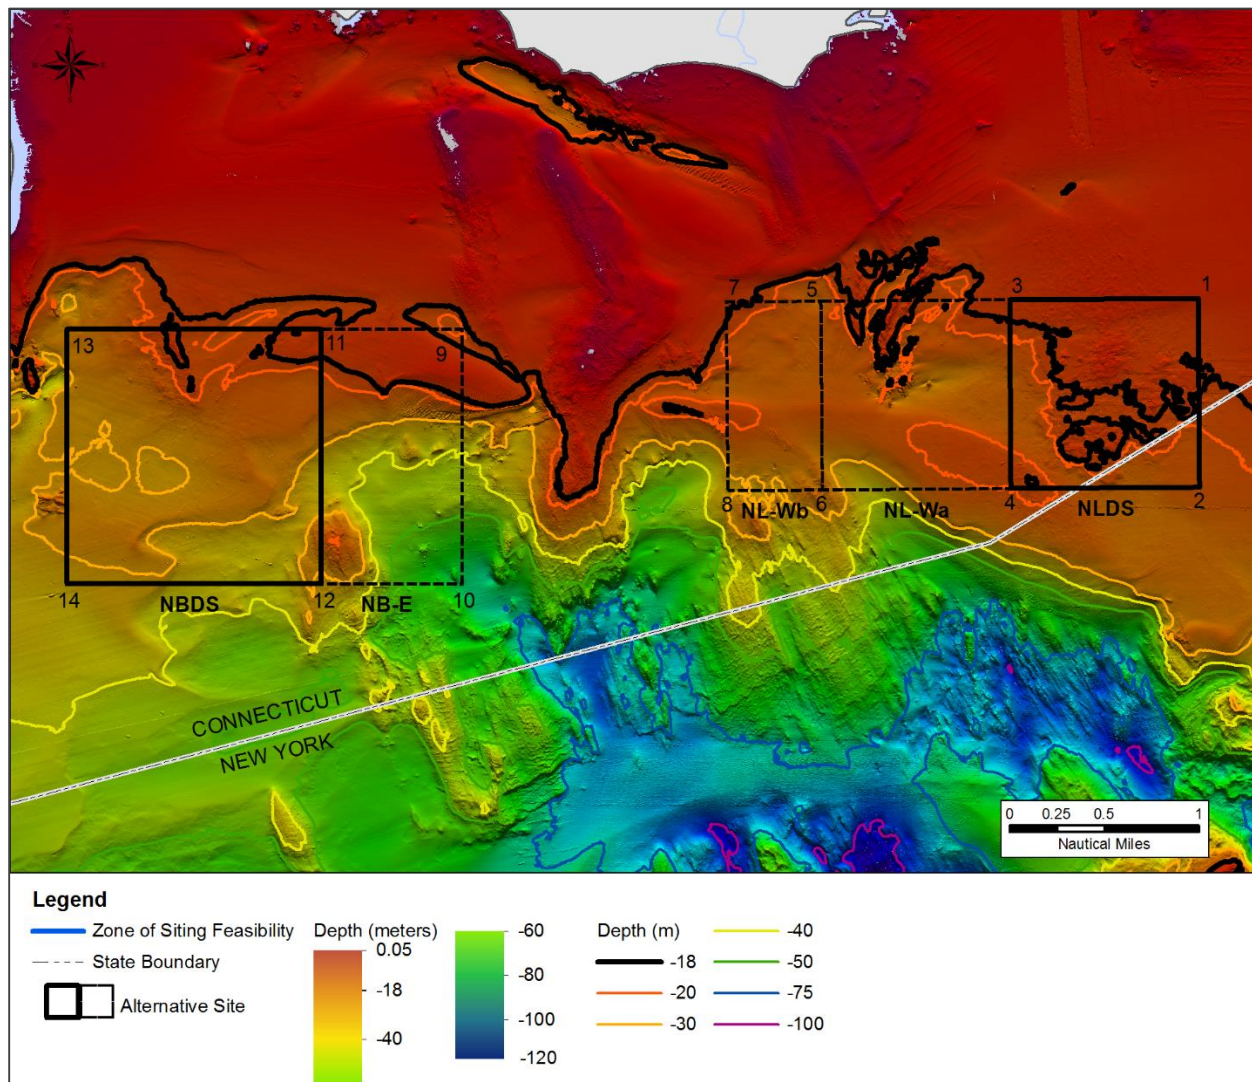 7 5 3 1
13 11 9
8 NL-Wb 6 NL-Wa 4 NLDS 2
14 NBDS 12 NB-E 10
CONNECTICUT
NEW YORK
0 0.25 0.5 1
Nautical Miles
Legend
Zone of Siting Feasibility
State Boundary
Alternative Site
Depth (meters)
0.05
-18
-40
-60
-80
-100
-120
Depth (m)
-18
-20
-30
-40
-50
-75
-100